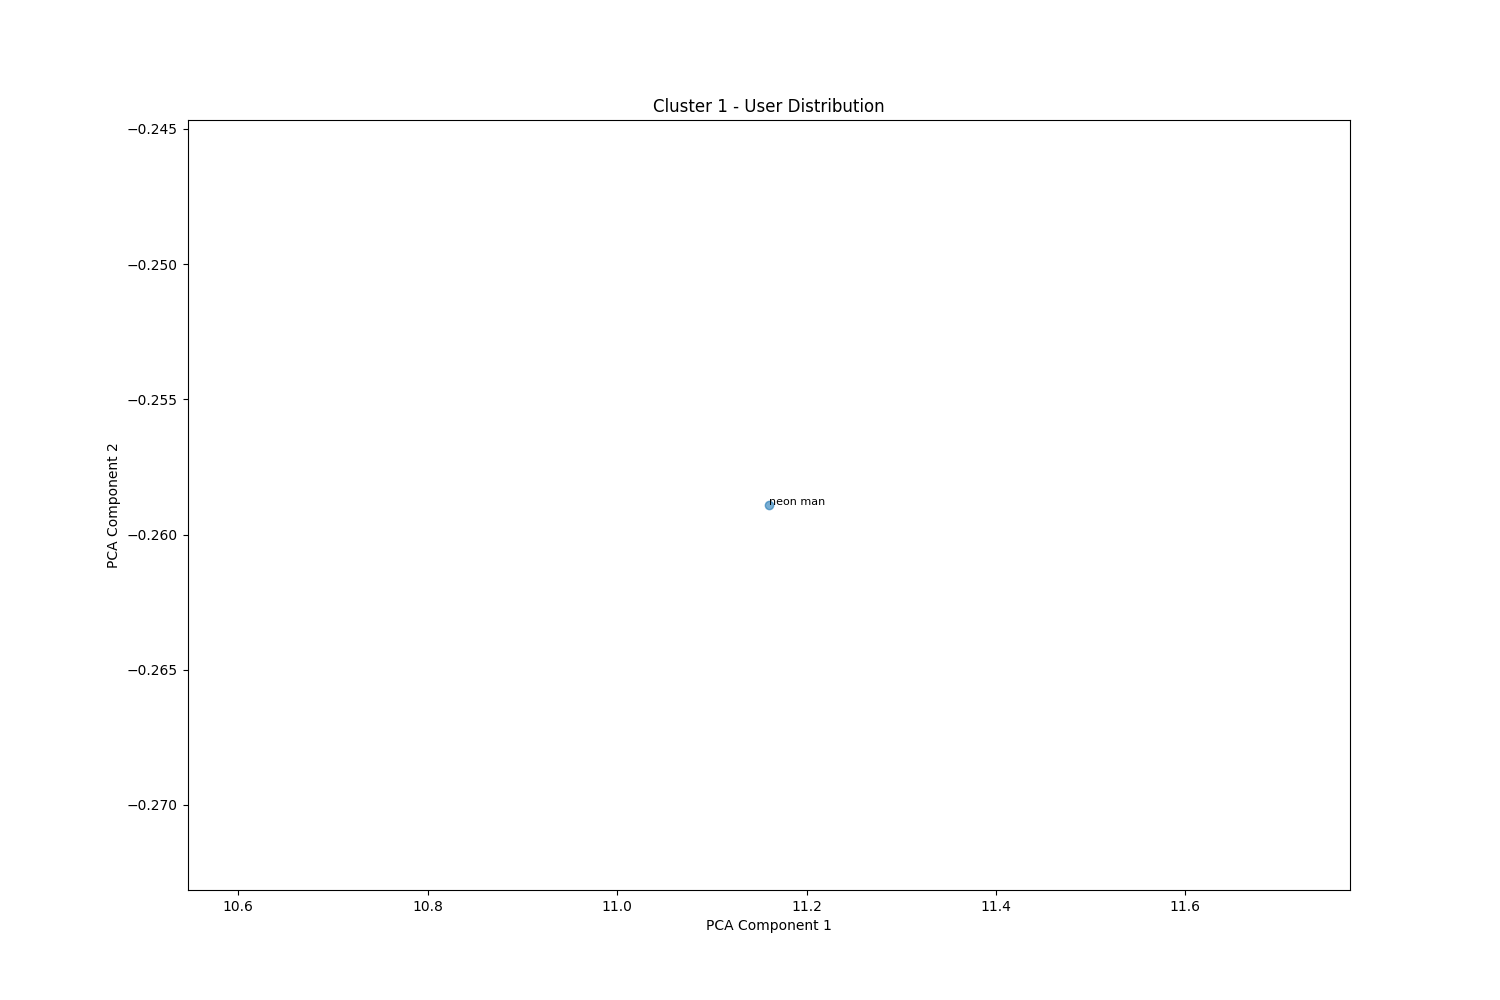 Cluster 1 - User Distribution
−0.245
−0.250
−0.255
−0.260
−0.265
−0.270
PCA Component 2
neon man
10.6 10.8 11.0 11.2 11.4 11.6
PCA Component 1